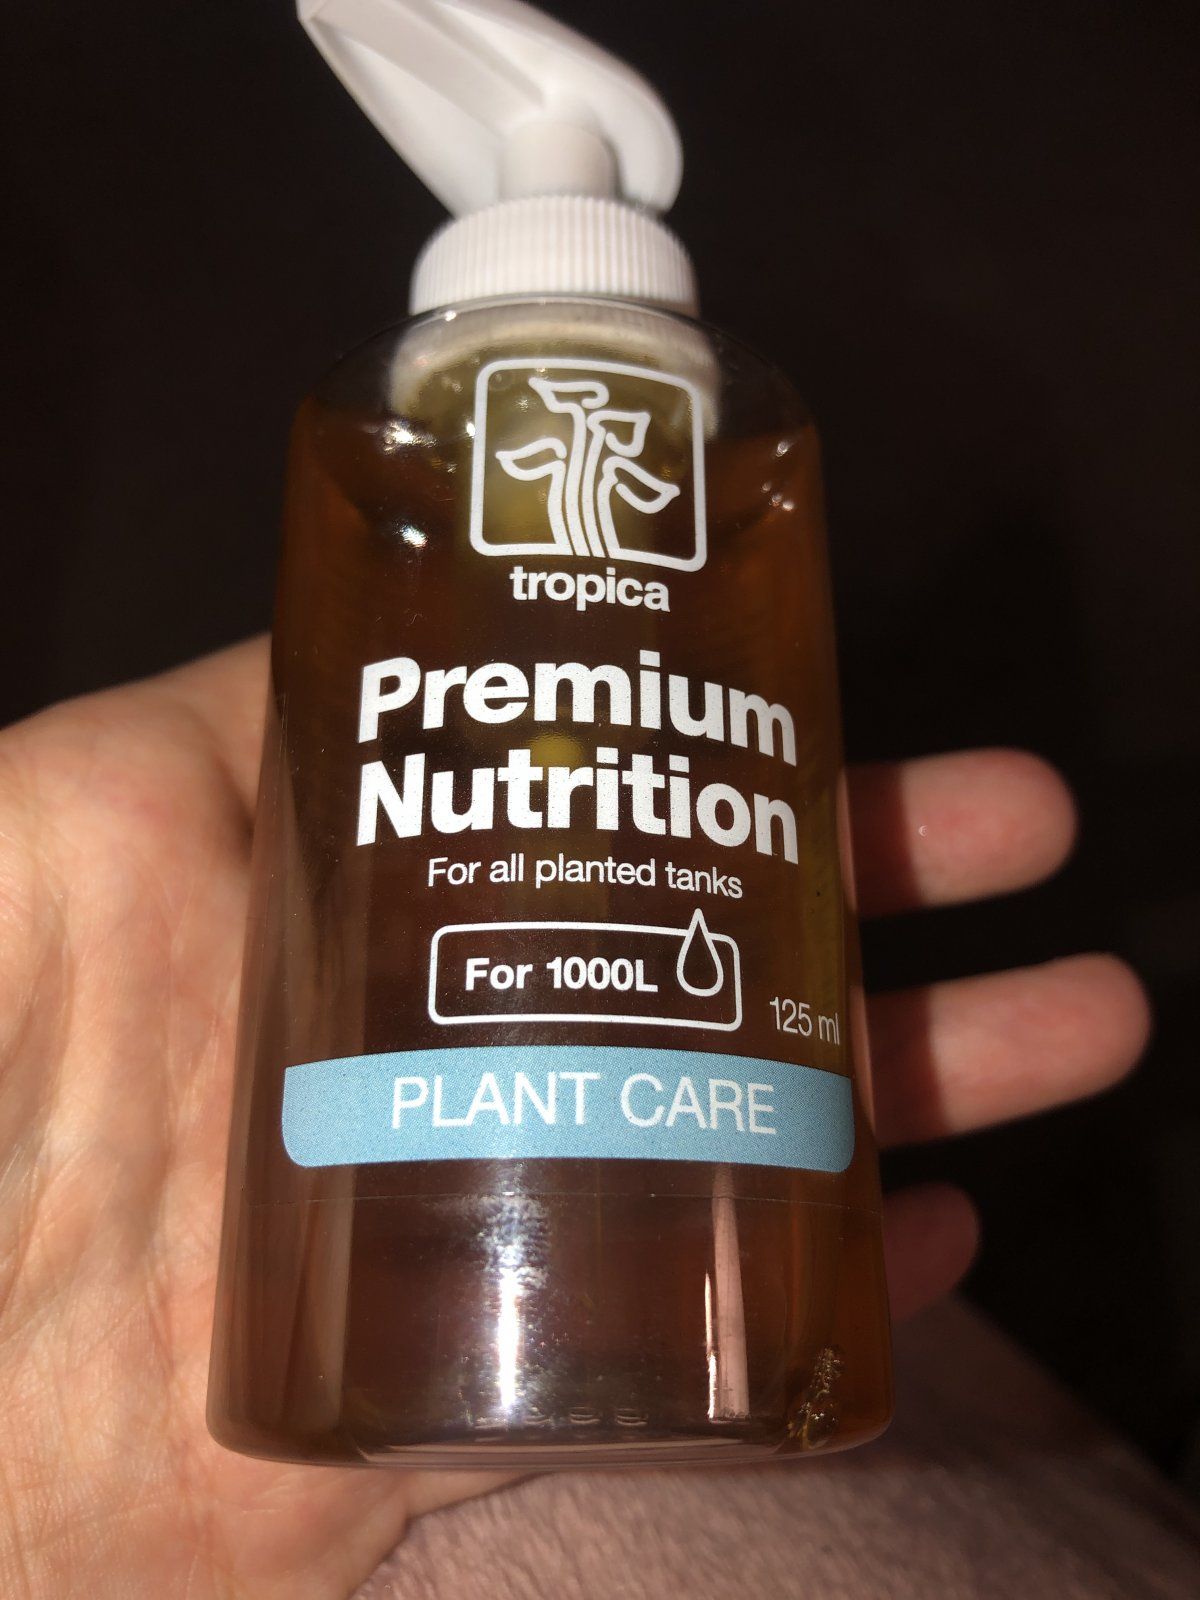 tropica
Premium
Nutrition
For all planted tanks
For 1000L
125 ml
PLANT CARE